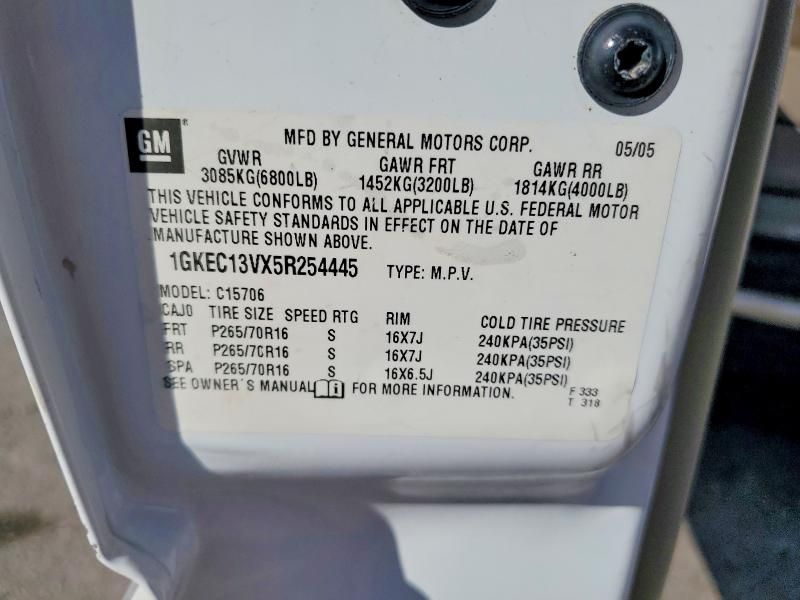 GM ® MFD BY GENERAL MOTORS CORP. 05/05
GVWR GAWR FRT GAWR RR
3085KG(6800LB) 1452KG(3200LB) 1814KG(4000LB)
THIS VEHICLE CONFORMS TO ALL APPLICABLE U.S. FEDERAL MOTOR
VEHICLE SAFETY STANDARDS IN EFFECT ON THE DATE OF
MANUFACTURE SHOWN ABOVE.
1GKEC13VX5R254445 TYPE: M.P.V.
MODEL: C15706
CAJO TIRE SIZE SPEED RTG RIM COLD TIRE PRESSURE
FRT P265/70R16 S 16X7J 240KPA(35PSI)
RR P265/70R16 S 16X7J 240KPA(35PSI)
SPA P265/70R16 S 16X6.5J 240KPA(35PSI)
SEE OWNER'S MANUAL FOR MORE INFORMATION.
F 333
T 318